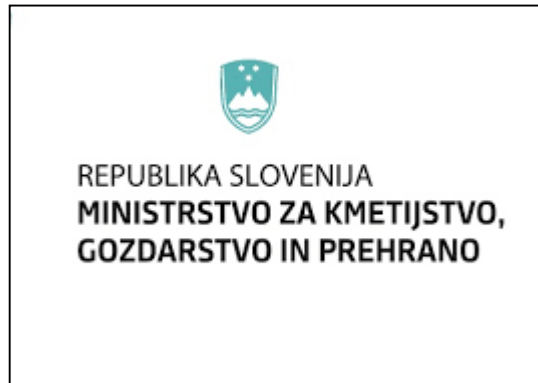 REPUBLIKA SLOVENIJA
MINISTRSTVO ZA KMETIJSTVO,
GOZDARSTVO IN PREHRANO